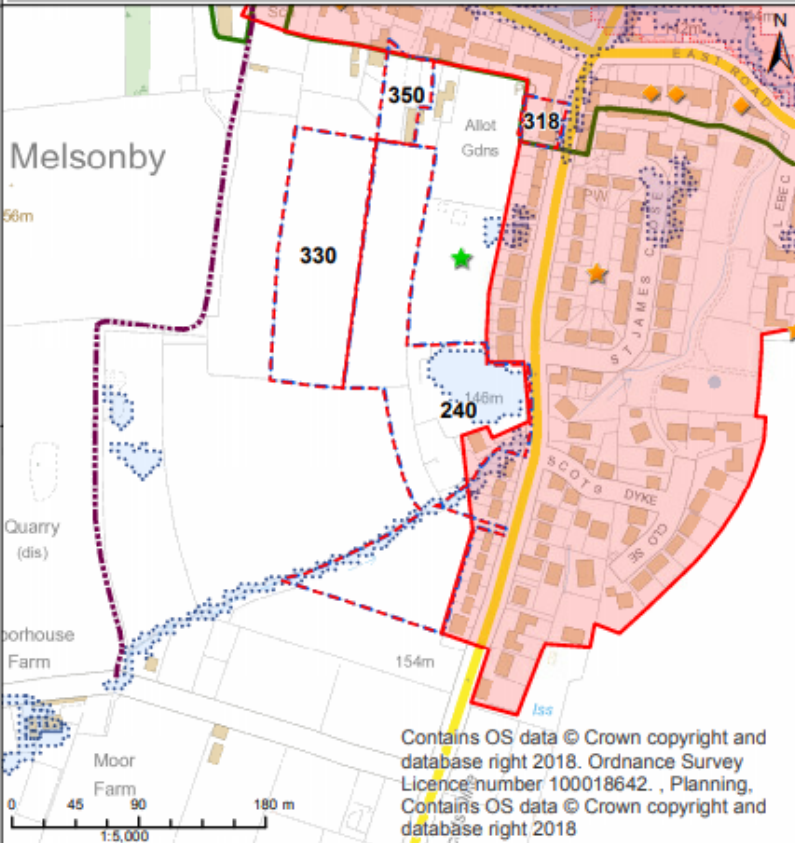 N
EAST ROAD
350
318
Allot
Gdns
Melsonby
PW
56m
330
ST JAMES CLOSE
146m
240
SCOTS DYKE
CLOSE
Quarry
(dis)
oorhouse
Farm
154m
Iss
Moor
Farm
Contains OS data © Crown copyright and
database right 2018. Ordnance Survey
Licence number 100018642. , Planning,
Contains OS data © Crown copyright and
database right 2018
0 45 90 180 m
1:5,000